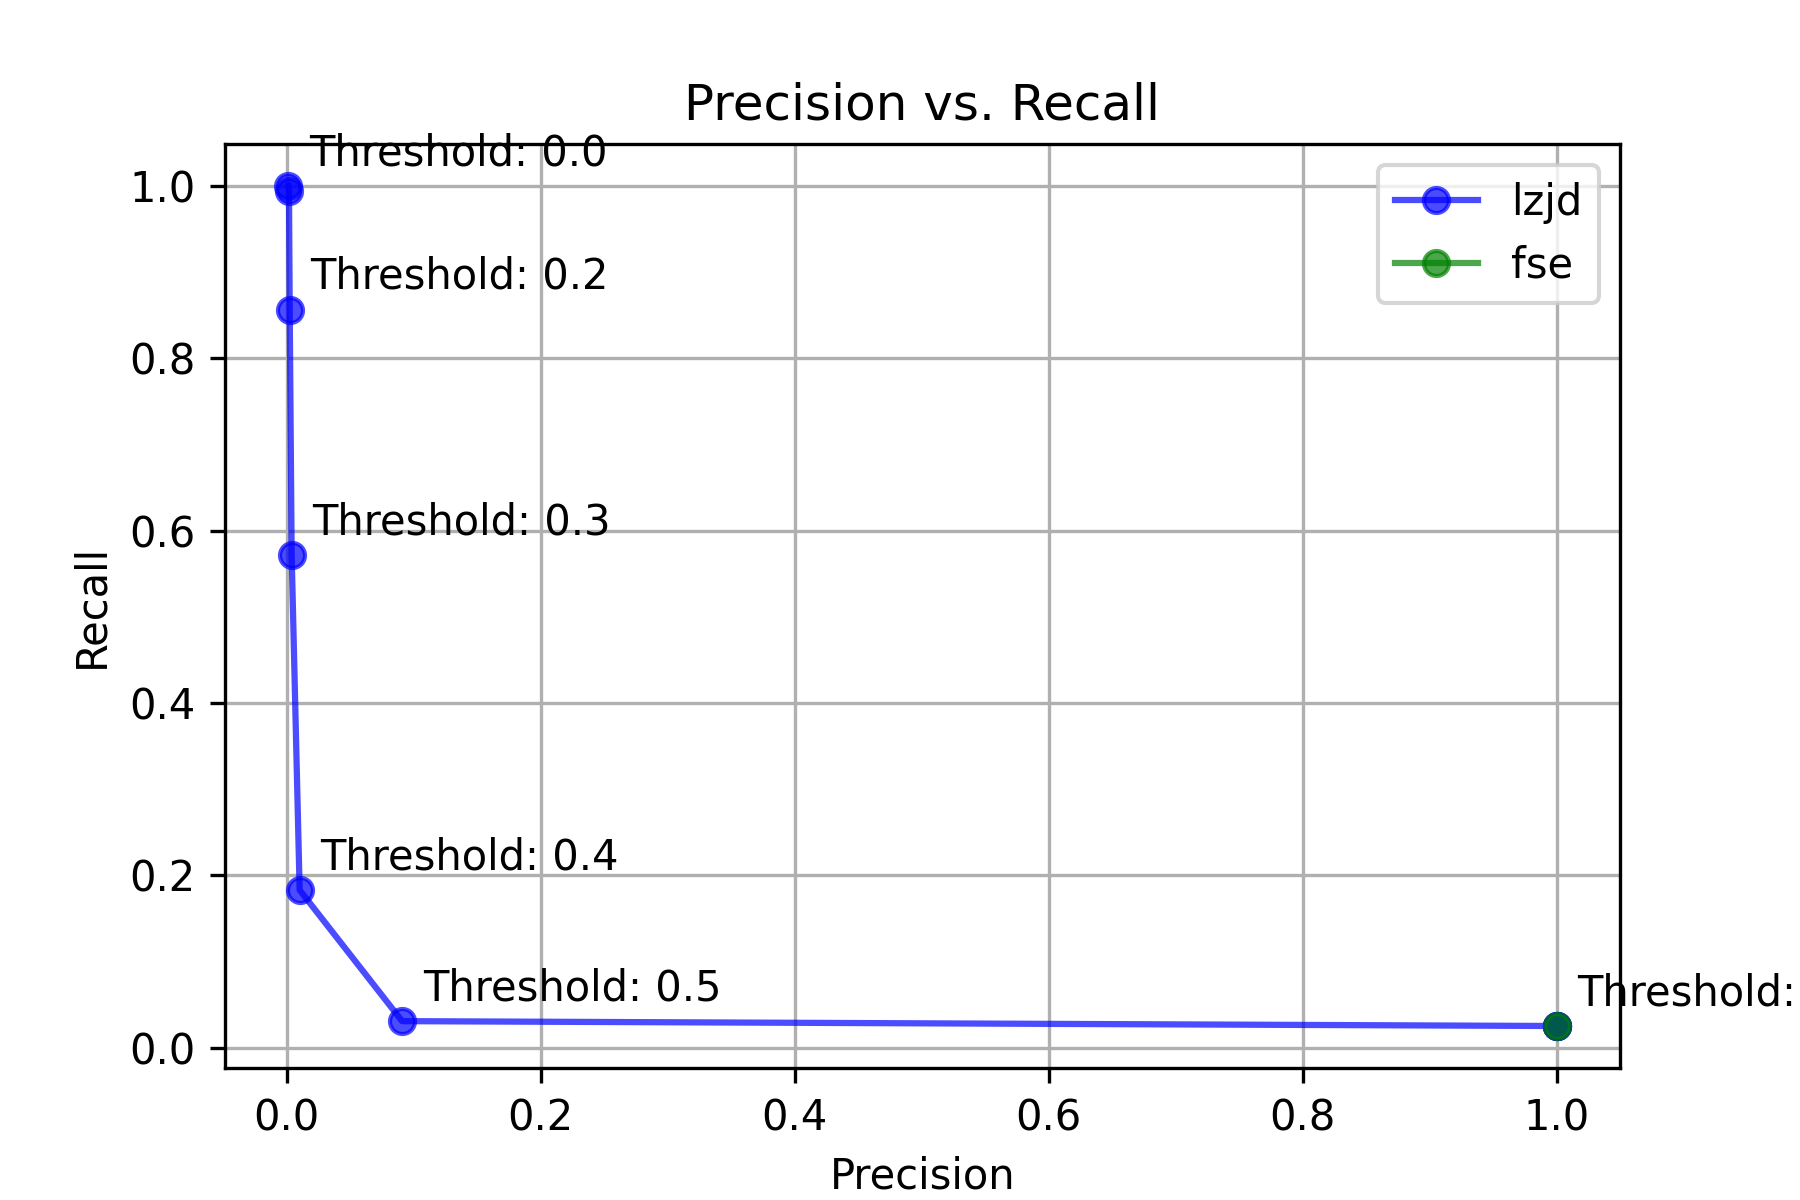 Precision vs. Recall
Threshold: 0.0
lzjd
fse
Threshold: 0.2
Threshold: 0.3
Threshold: 0.4
Threshold: 0.5
Threshold:
1.0
0.8
0.6
0.4
0.2
0.0
Recall
0.0 0.2 0.4 0.6 0.8 1.0
Precision